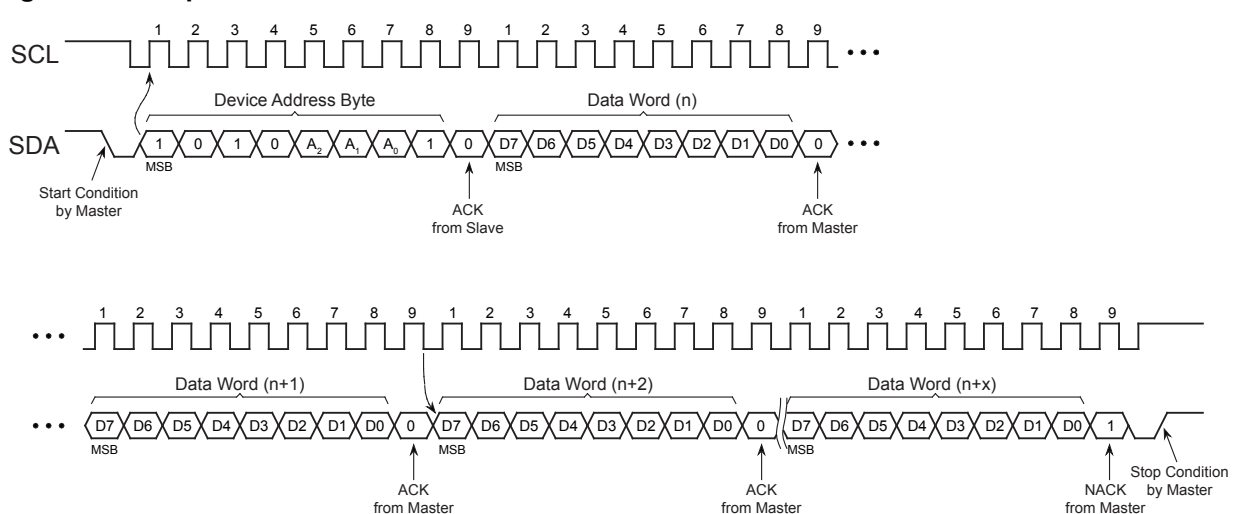 1 2 3 4 5 6 7 8 9 1 2 3 4 5 6 7 8 9
SCL
Device Address Byte Data Word (n)
SDA 1 0 1 0 A₂ A₁ A₀ 1 0 D7 D6 D5 D4 D3 D2 D1 D0 0
MSB MSB
Start Condition
by Master
ACK
from Slave
ACK
from Master
1 2 3 4 5 6 7 8 9 1 2 3 4 5 6 7 8 9 1 2 3 4 5 6 7 8 9
Data Word (n+1) Data Word (n+2) Data Word (n+x)
D7 D6 D5 D4 D3 D2 D1 D0 0 D7 D6 D5 D4 D3 D2 D1 D0 0 D7 D6 D5 D4 D3 D2 D1 D0 1
MSB MSB MSB
ACK
from Master
ACK
from Master
NACK
from Master
Stop Condition
by Master